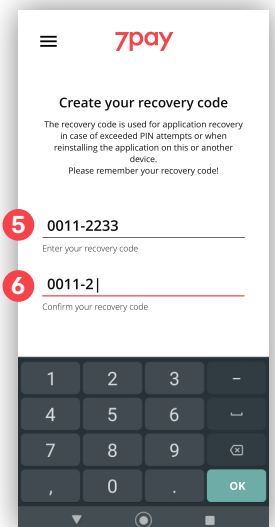 7pay
Create your recovery code
The recovery code is used for application recovery
in case of exceeded PIN attempts or when
reinstalling the application on this or another
device.
Please remember your recovery code!
5 0011-2233
Enter your recovery code
6 0011-2
Confirm your recovery code
1 2 3 -
4 5 6
7 8 9
, 0 . OK